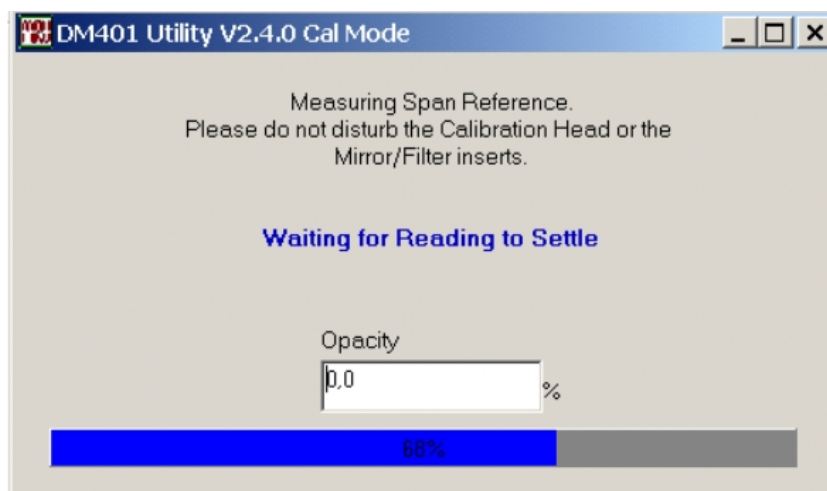 DM401 Utility V2.4.0 Cal Mode
Measuring Span Reference.
Please do not disturb the Calibration Head or the
Mirror/Filter inserts.
Waiting for Reading to Settle
Opacity
0,0
%
68%